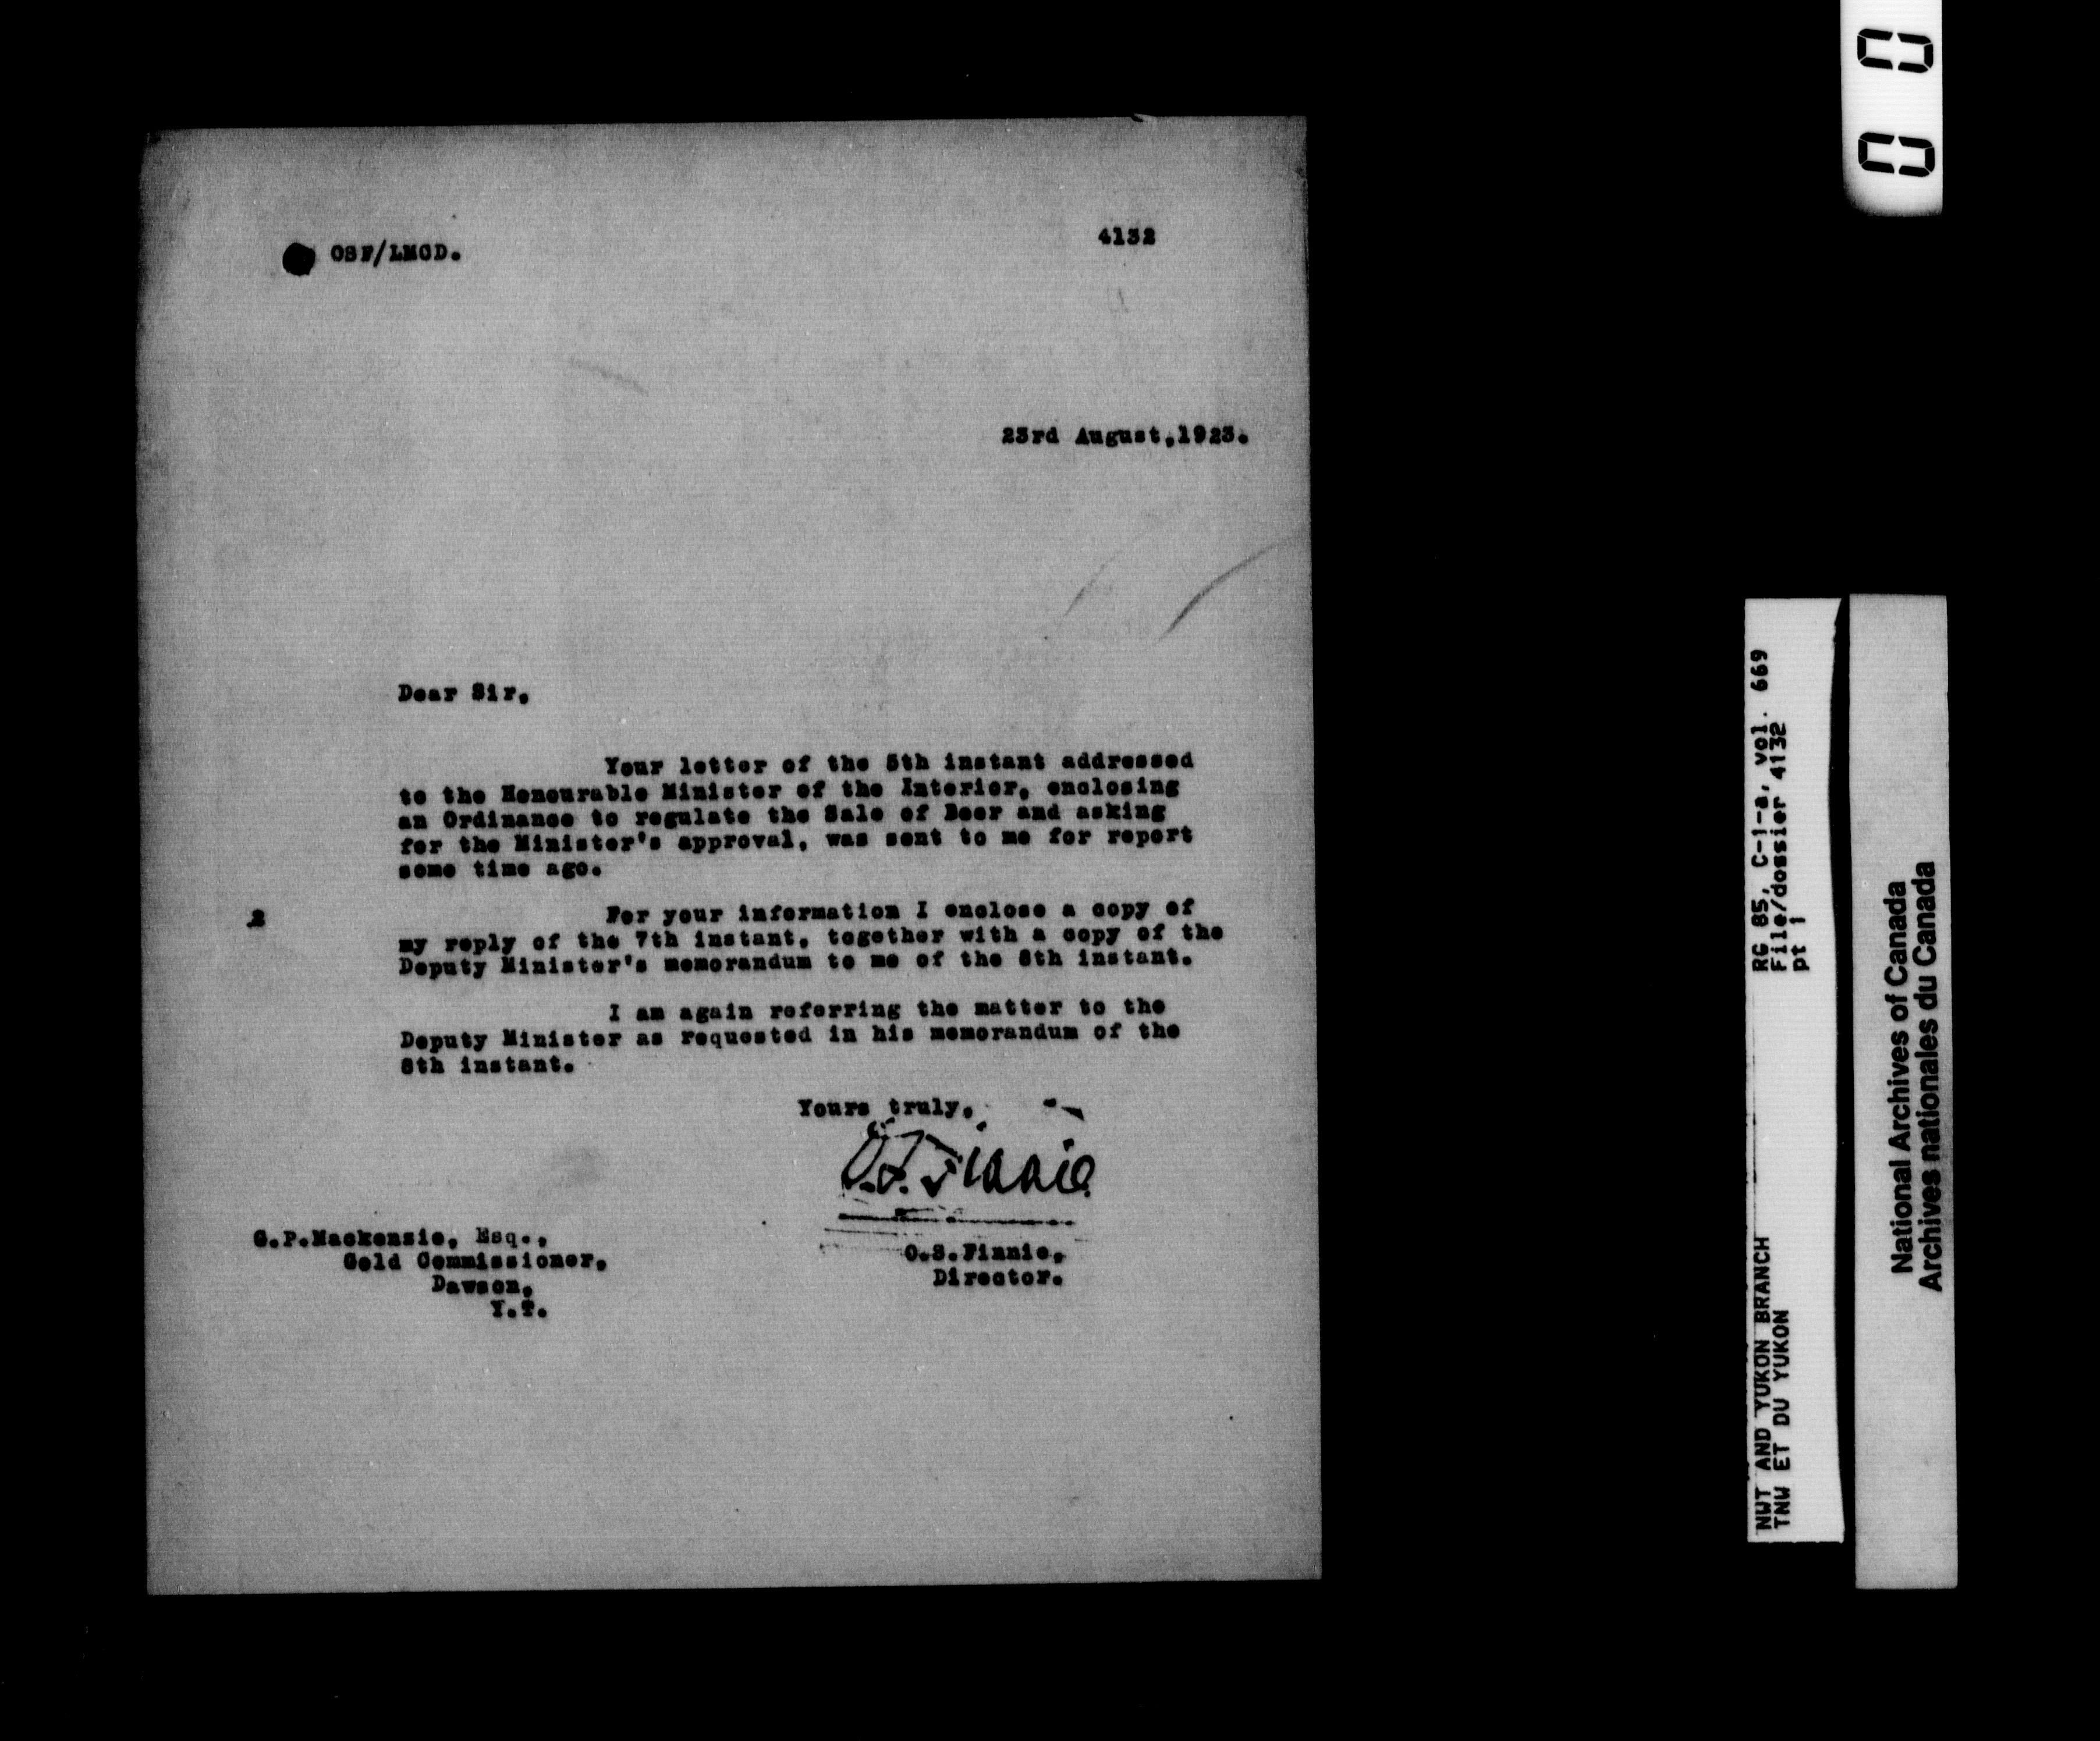 OSF/LMCD.
4132
23rd August,1923.
Dear Sir,
Your letter of the 5th instant addressed
to the Honourable Minister of the Interior, enclosing
an Ordinance to regulate the Sale of Beer and asking
for the Minister's approval, was sent to me for report
some time ago.
2
For your information I enclose a copy of
my reply of the 7th instant, together with a copy of the
Deputy Minister's memorandum to me of the 8th instant.
I am again referring the matter to the
Deputy Minister as requested in his memorandum of the
8th instant.
Yours truly,
O.S.Finnie
O.S.Finnie,
Director.
G.P.Mackenzie, Esq.,
Gold Commissioner,
Dawson,
Y.T.
00
RG 85, C-1-a, vol. 669
File/dossier 4132
pt 1
NWT AND YUKON BRANCH
TNW ET DU YUKON
National Archives of Canada
Archives nationales du Canada